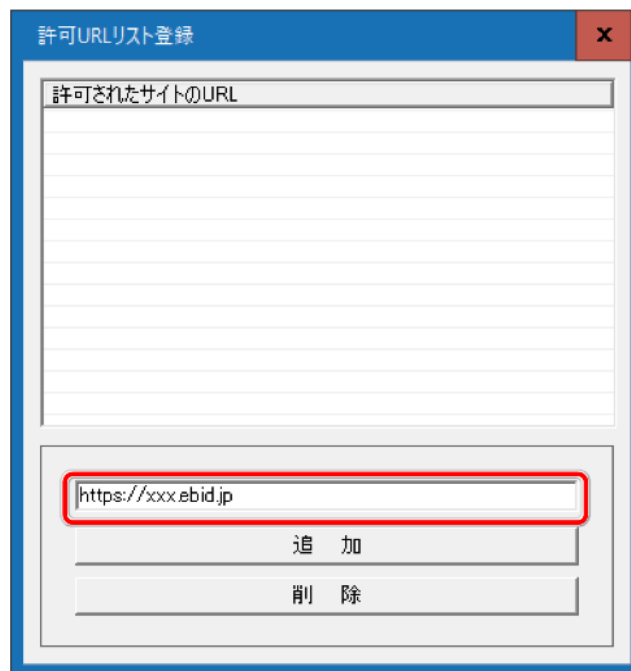 許可URLリスト登録
x
許可されたサイトのURL
https://xxx.ebid.jp
追 加
削 除